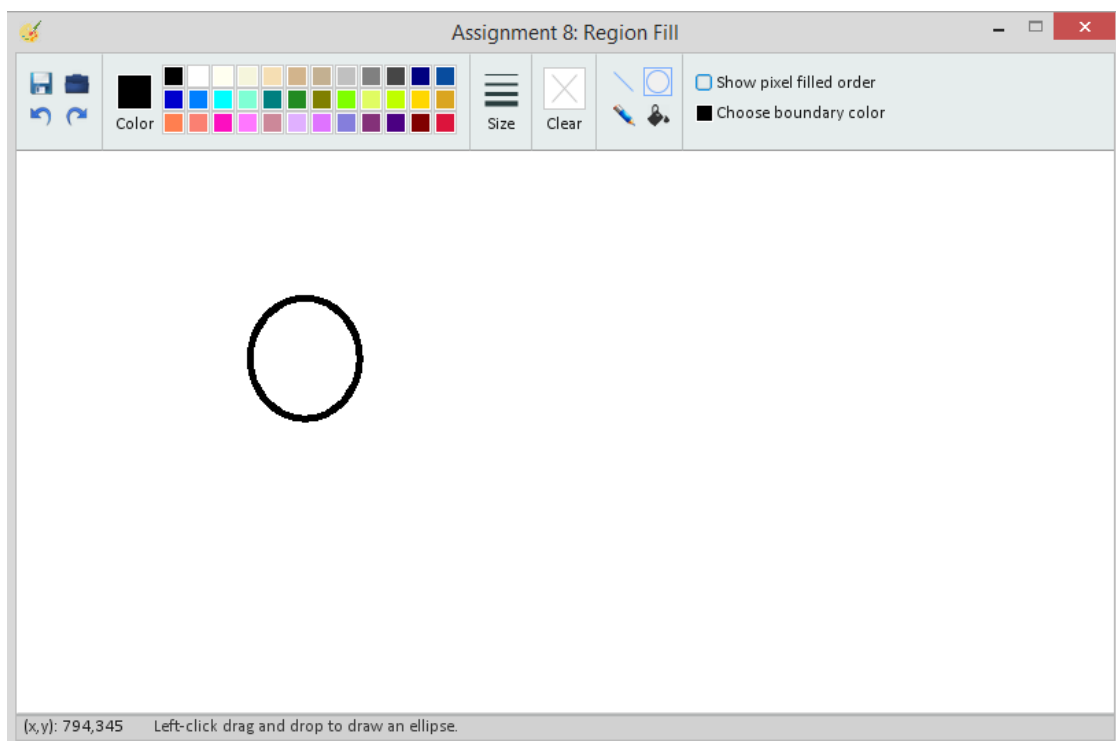 Assignment 8: Region Fill
Color
Size
Clear
Show pixel filled order
Choose boundary color
(x,y): 794,345 Left-click drag and drop to draw an ellipse.